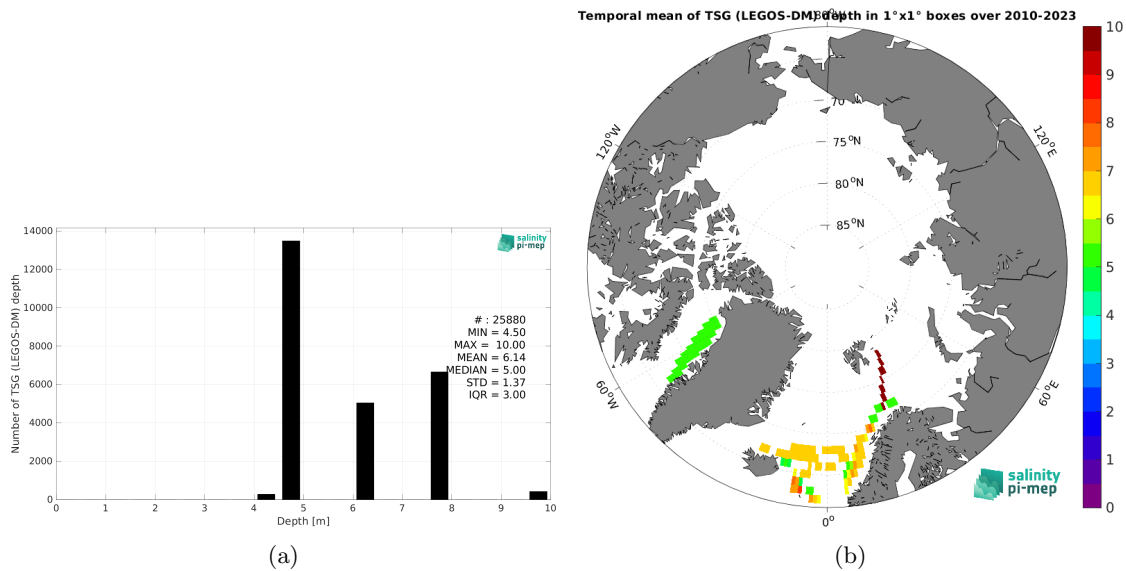 14000
12000
10000
8000
6000
4000
2000
0
Number of TSG (LEGOS-DM) depth
salinity
pi-mep
# : 25880
MIN = 4.50
MAX = 10.00
MEAN = 6.14
MEDIAN = 5.00
STD = 1.37
IQR = 3.00
0 1 2 3 4 5 6 7 8 9 10
Depth [m]
(a)
Temporal mean of TSG (LEGOS-DM) depth in 1°x1° boxes over 2010-2023
180°W
120°W
120°E
70°N
75°N
80°N
85°N
60°W
60°E
0°
10
9
8
7
6
5
4
3
2
1
0
salinity
pi-mep
(b)